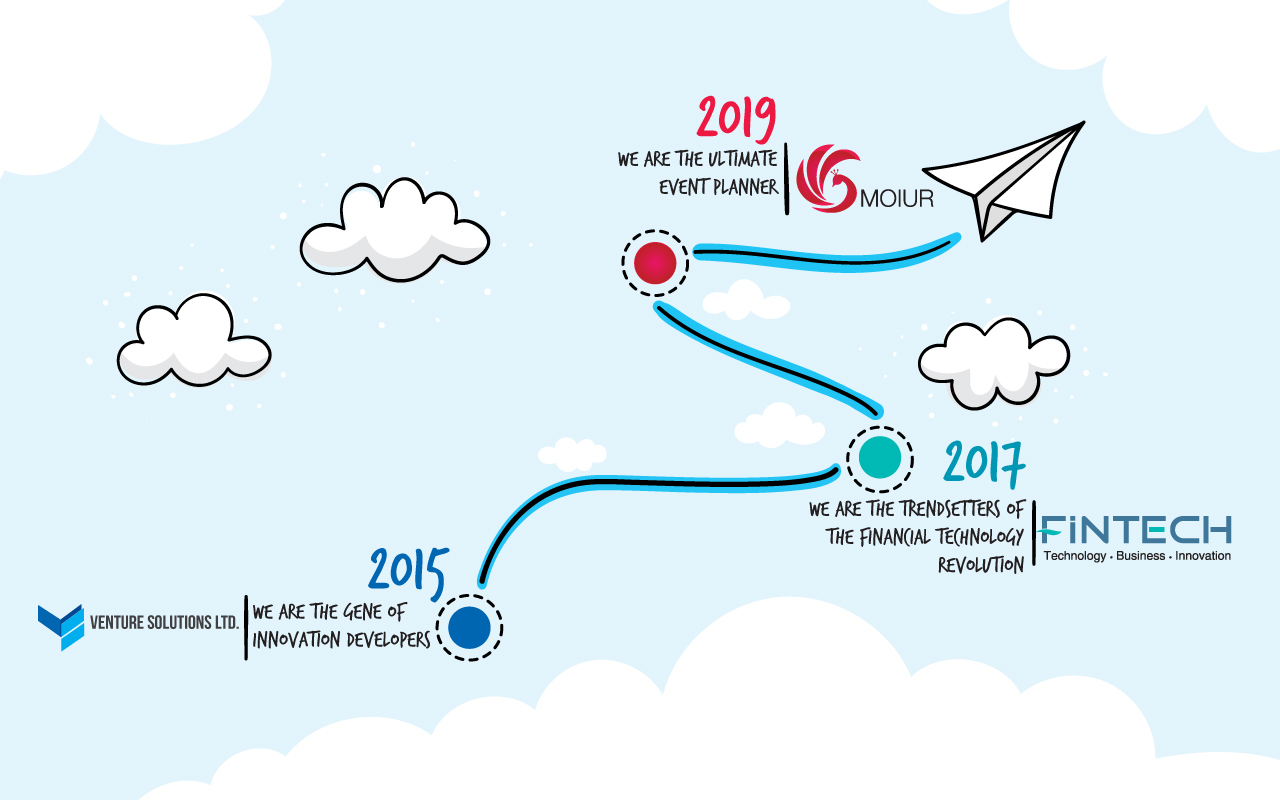 2019
WE ARE THE ULTIMATE
EVENT PLANNER
MOIUR
2017
WE ARE THE TRENDSETTERS OF
THE FINANCIAL TECHNOLOGY
REVOLUTION
FiNTECH
Technology • Business • Innovation
2015
VENTURE SOLUTIONS LTD.
WE ARE THE GENE OF
INNOVATION DEVELOPERS